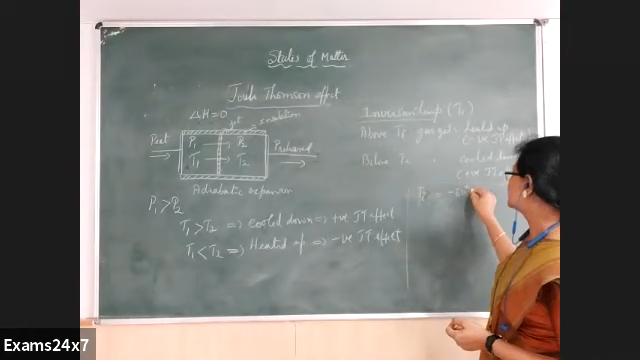 States of Matter
Joule Thomson effect
ΔH=0
jet
insulation
P1
P2
T1
T2
Adiabatic expansion
P1 > P2
T1 > T2 ⇒ Cooled down ⇒ +ve JT effect
T1 < T2 ⇒ Heated up ⇒ -ve JT effect
Inversion temp (Ti)
Above Ti gas gets heated up
(-ve JT effect)
Below Ti " cooled
(+ve JT
Exams24x7